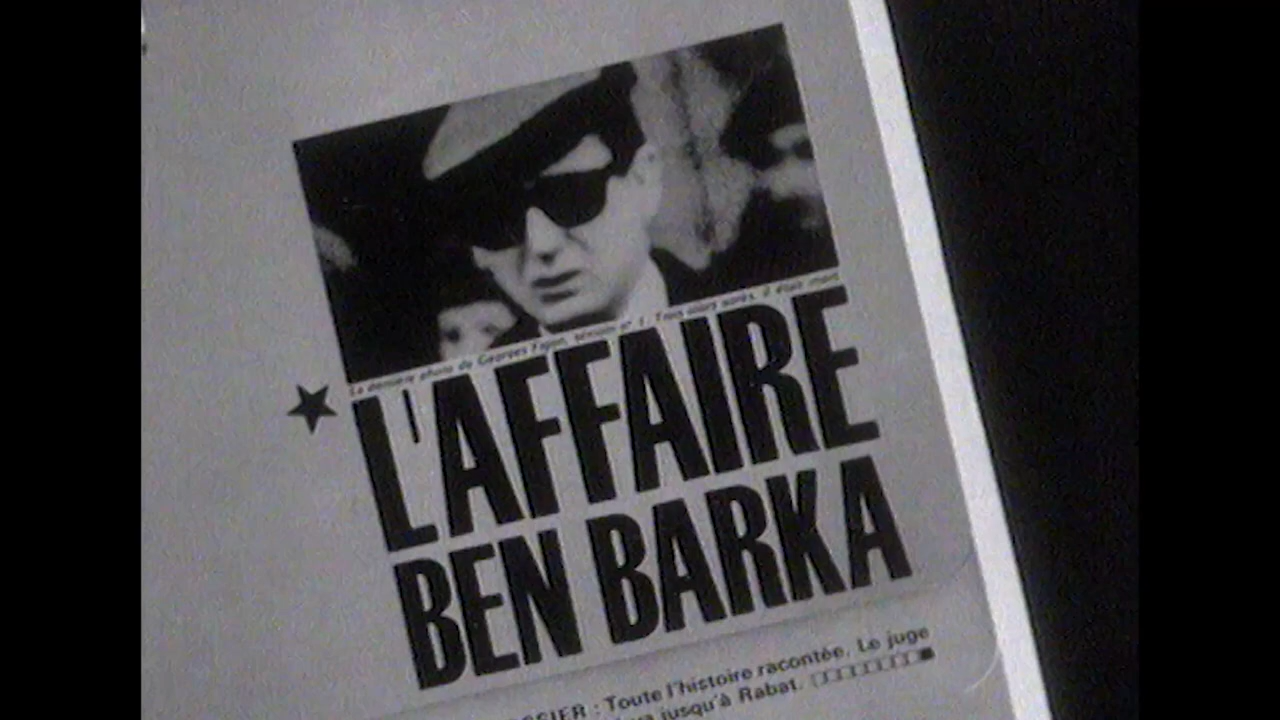 La dernière photo de Georges Figon, témoin n° 1. Trois jours après, il était mort
L'AFFAIRE
BEN BARKA
: Toute l'histoire racontée. Le juge
jusqu'à Rabat.